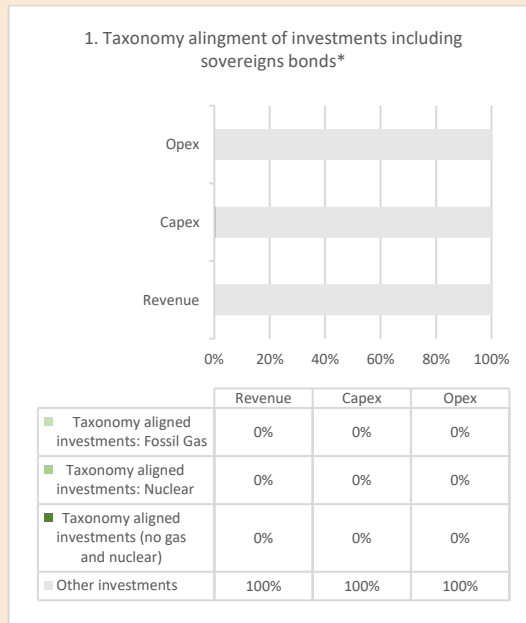 1. Taxonomy alingment of investments including
sovereigns bonds*
Opex
Capex
Revenue
0% 20% 40% 60% 80% 100%
Revenue Capex Opex
Taxonomy aligned
investments: Fossil Gas 0% 0% 0%
Taxonomy aligned
investments: Nuclear 0% 0% 0%
Taxonomy aligned
investments (no gas
and nuclear) 0% 0% 0%
Other investments 100% 100% 100%